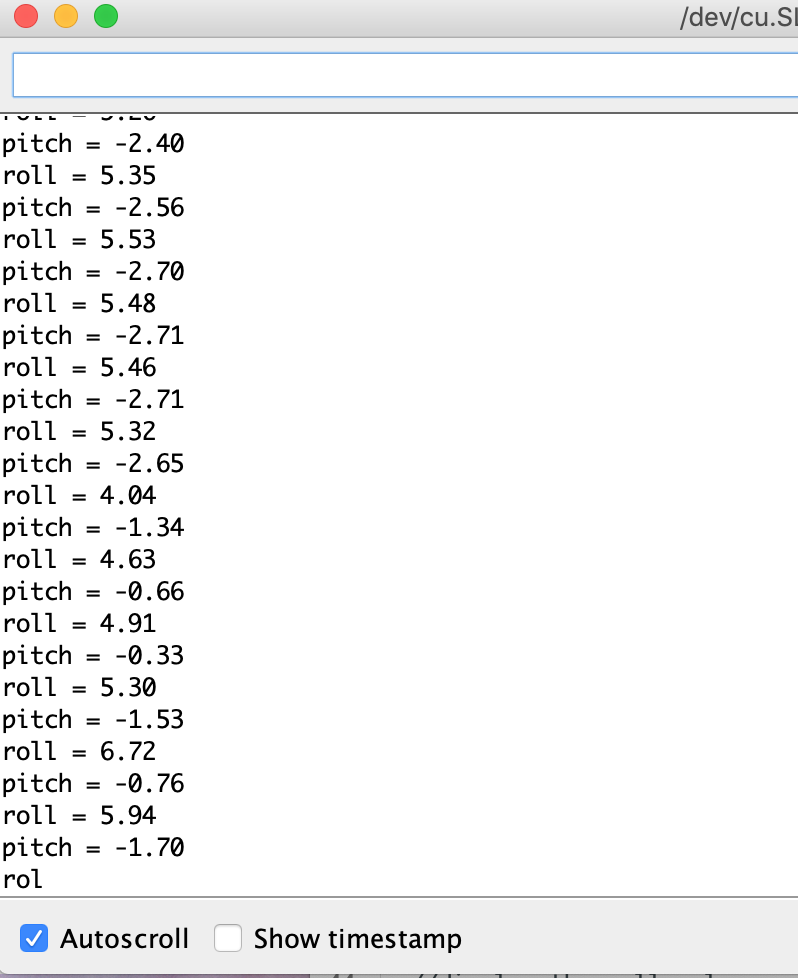 /dev/cu.SL
pitch = -2.40
roll = 5.35
pitch = -2.56
roll = 5.53
pitch = -2.70
roll = 5.48
pitch = -2.71
roll = 5.46
pitch = -2.71
roll = 5.32
pitch = -2.65
roll = 4.04
pitch = -1.34
roll = 4.63
pitch = -0.66
roll = 4.91
pitch = -0.33
roll = 5.30
pitch = -1.53
roll = 6.72
pitch = -0.76
roll = 5.94
pitch = -1.70
rol
Autoscroll Show timestamp